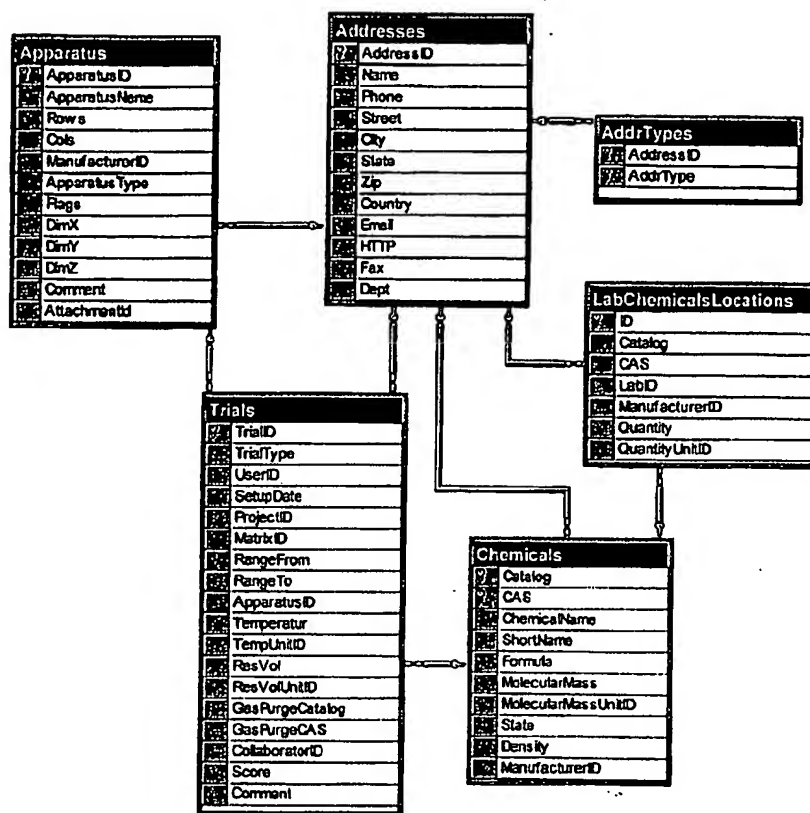 Apparatus
ApparatusID
ApparatusName
Rows
Cols
ManufacturerID
ApparatusType
Flags
DimX
DimY
DimZ
Comment
AttachmentId
Addresses
AddressID
Name
Phone
Street
City
State
Zip
Country
Email
HTTP
Fax
Dept
AddrTypes
AddressID
AddrType
LabChemicalsLocations
ID
Catalog
CAS
LabID
ManufacturerID
Quantity
QuantityUnitID
Trials
TrialID
TrialType
UserID
SetupDate
ProjectID
MatrixID
RangeFrom
RangeTo
ApparatusID
Temperatur
TempUnitID
ResVol
ResVolUnitID
GasPurgeCatalog
GasPurgeCAS
CollaboratorID
Score
Comment
Chemicals
Catalog
CAS
ChemicalName
ShortName
Formula
MolecularMass
MolecularMassUnitID
State
Density
ManufacturerID